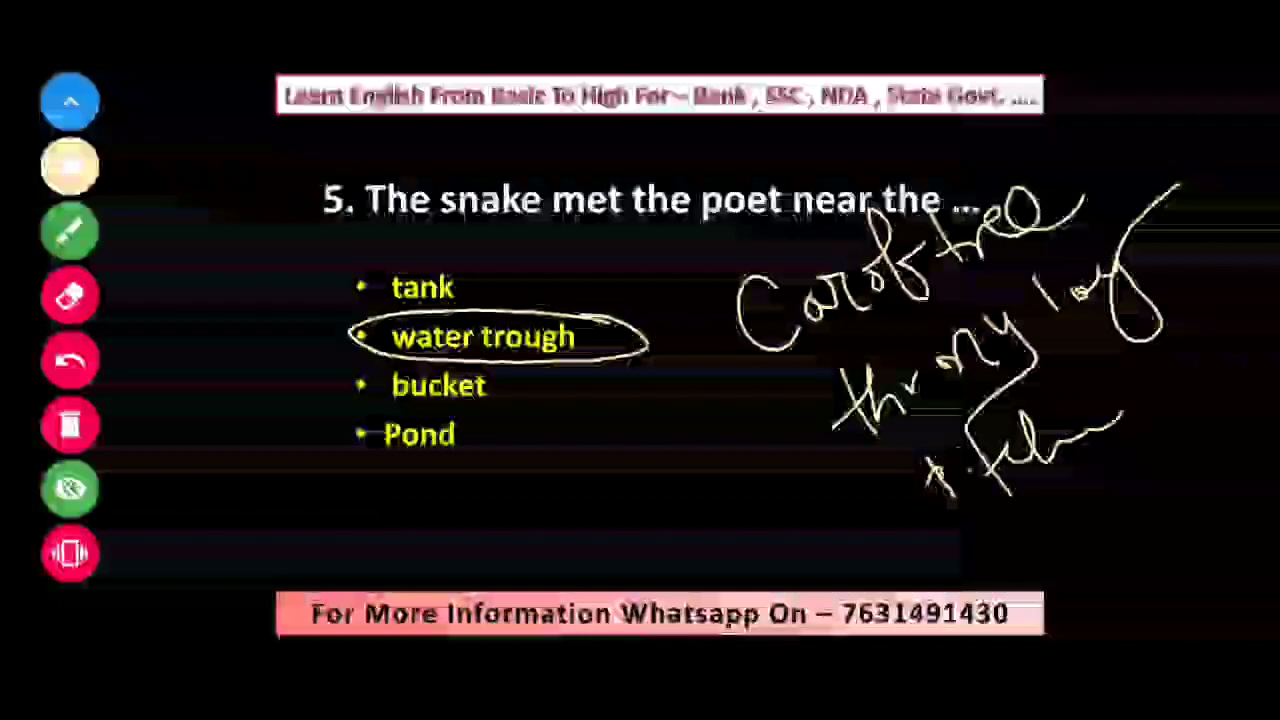 Learn English From Basic To High For – Bank , SSC , NDA , State Govt. ....
5. The snake met the poet near the ...
• tank
• water trough
• bucket
• Pond
Carof tree
For More Information Whatsapp On – 7631491430